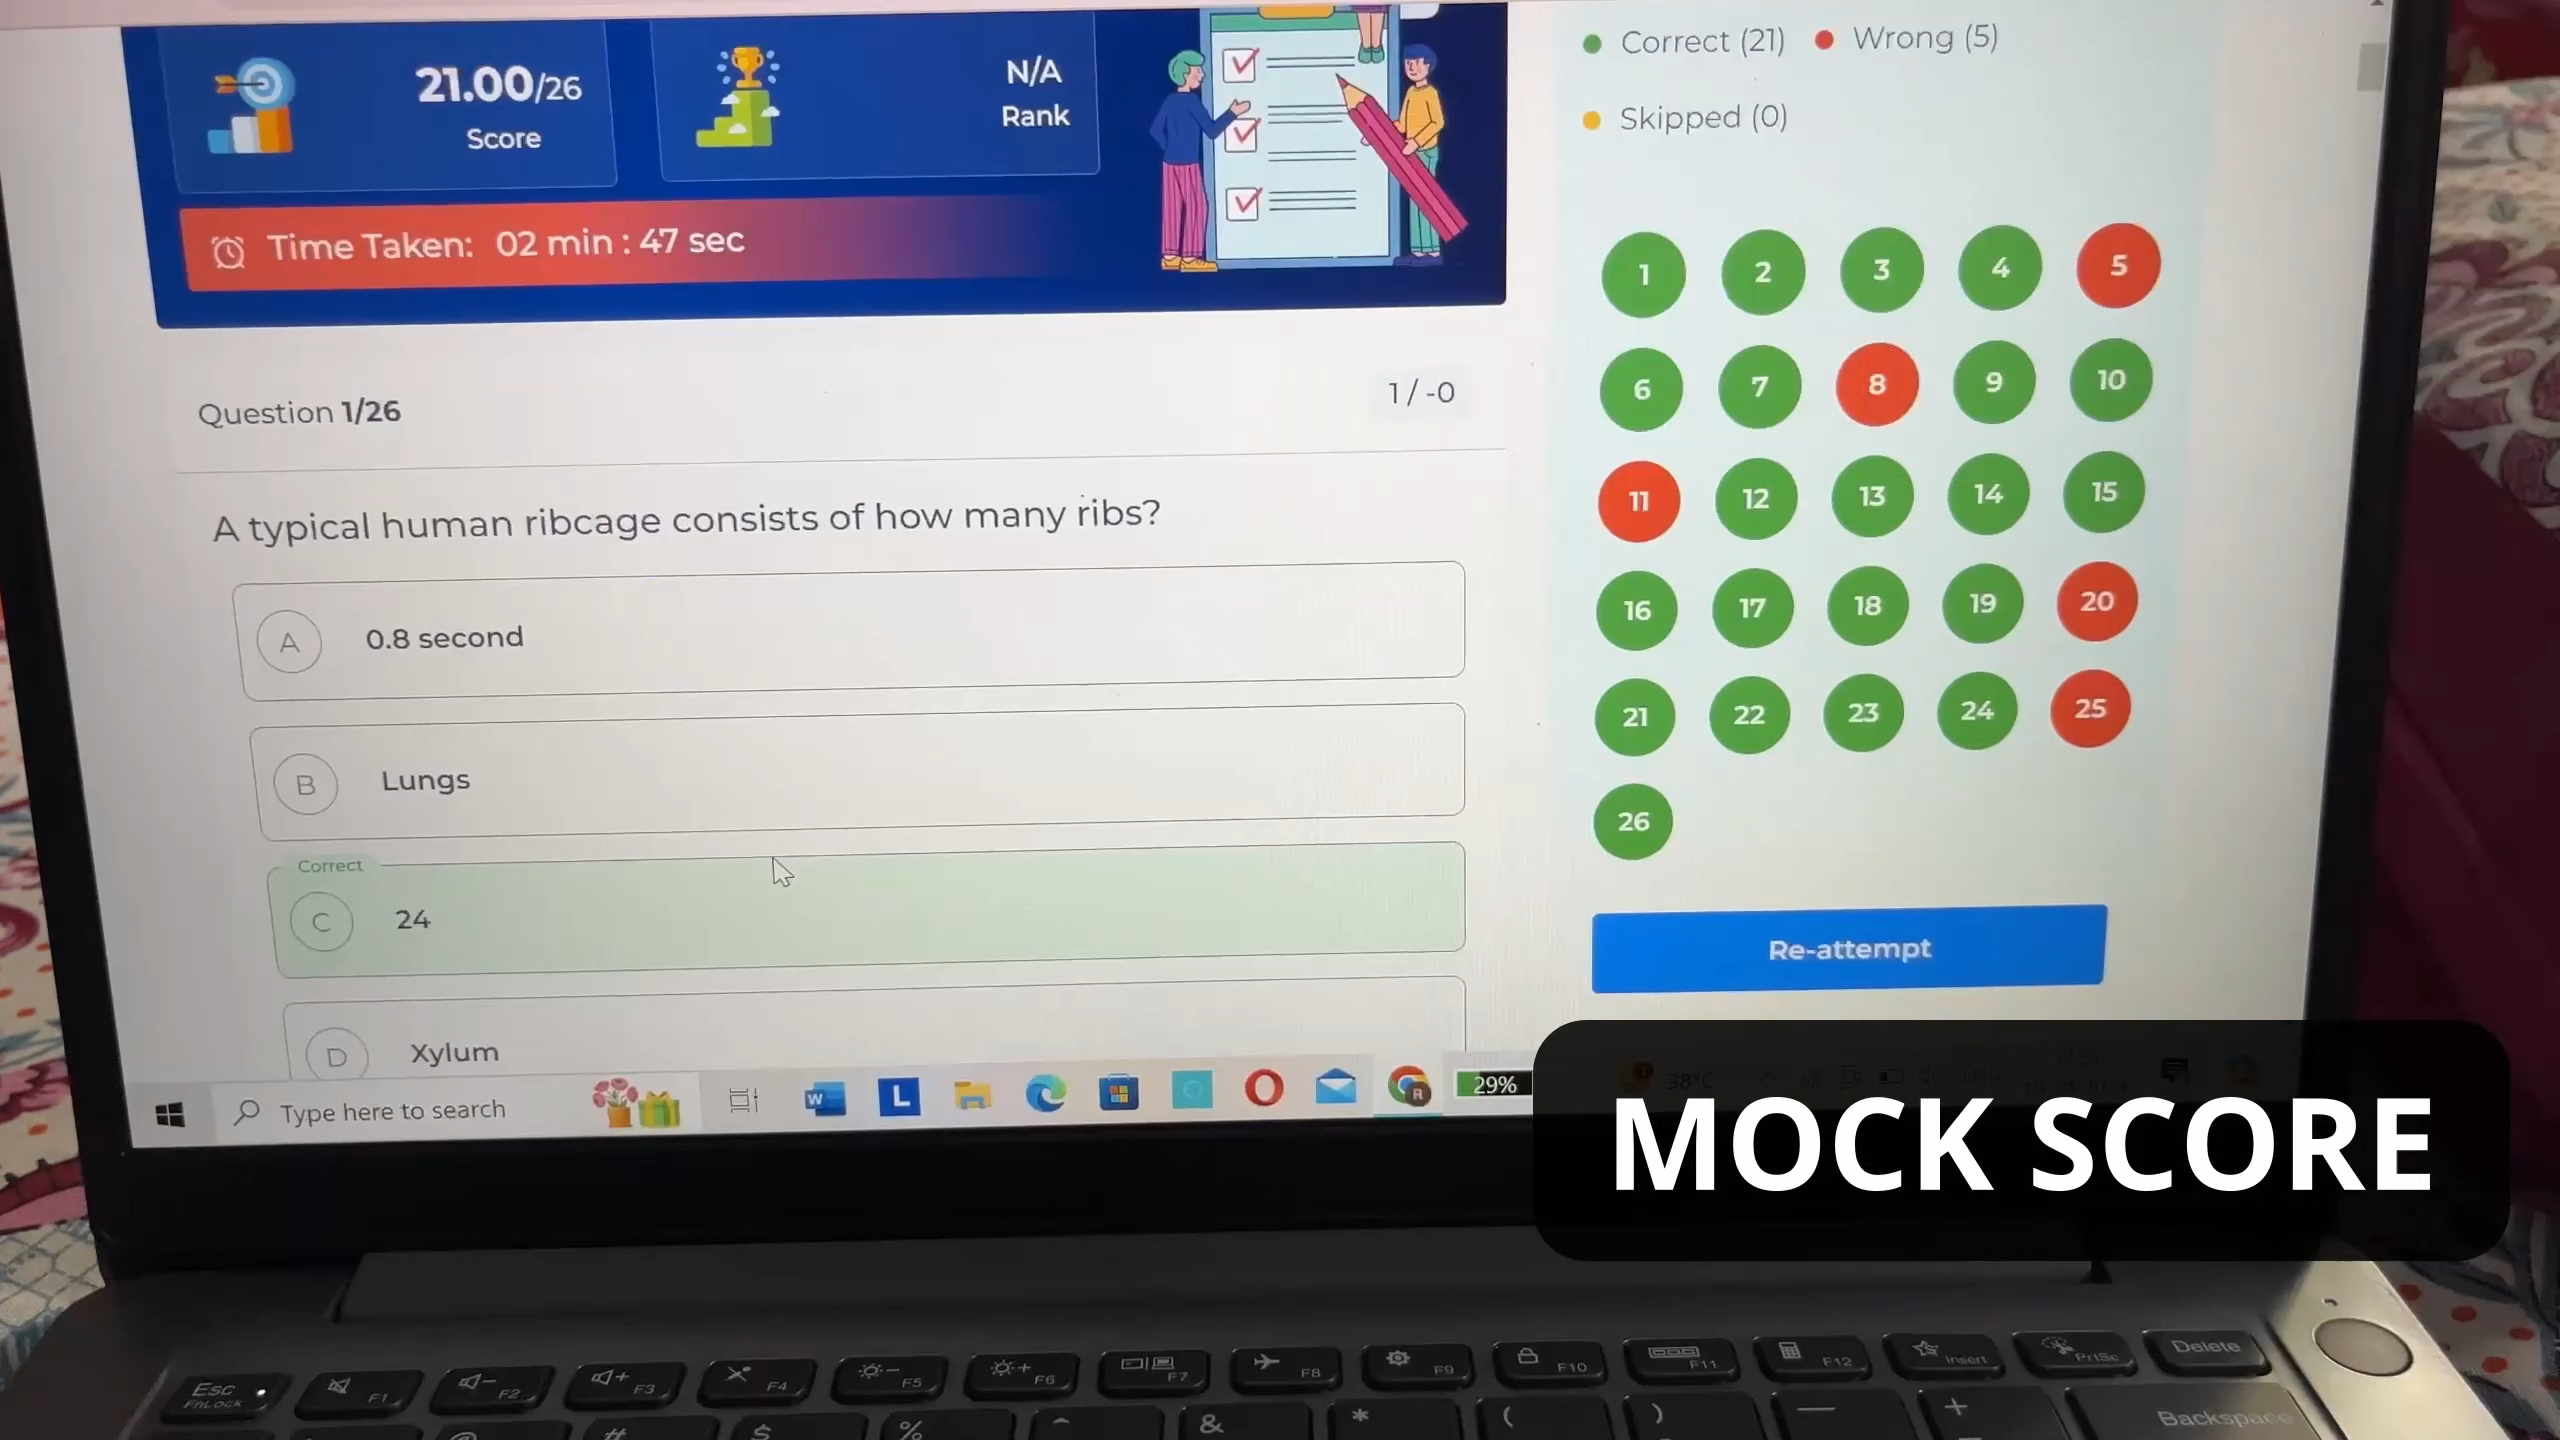 21.00/26
Score
N/A
Rank
Time Taken: 02 min : 47 sec
Correct (21)
Wrong (5)
Skipped (0)
1
2
3
4
5
6
7
8
9
10
11
12
13
14
15
16
17
18
19
20
21
22
23
24
25
26
Re-attempt
Question 1/26
1 / -0
A typical human ribcage consists of how many ribs?
A 0.8 second
B Lungs
Correct
C 24
D Xylum
Type here to search
W
L
R
29%
38°C
MOCK SCORE
Esc
FnLock
F1
F2
F3
F4
F5
F6
F7
F8
F9
F10
F11
F12
Insert
PrtSc
Delete
#
$
%
^
&
*
(
)
—
+
=
Backspace